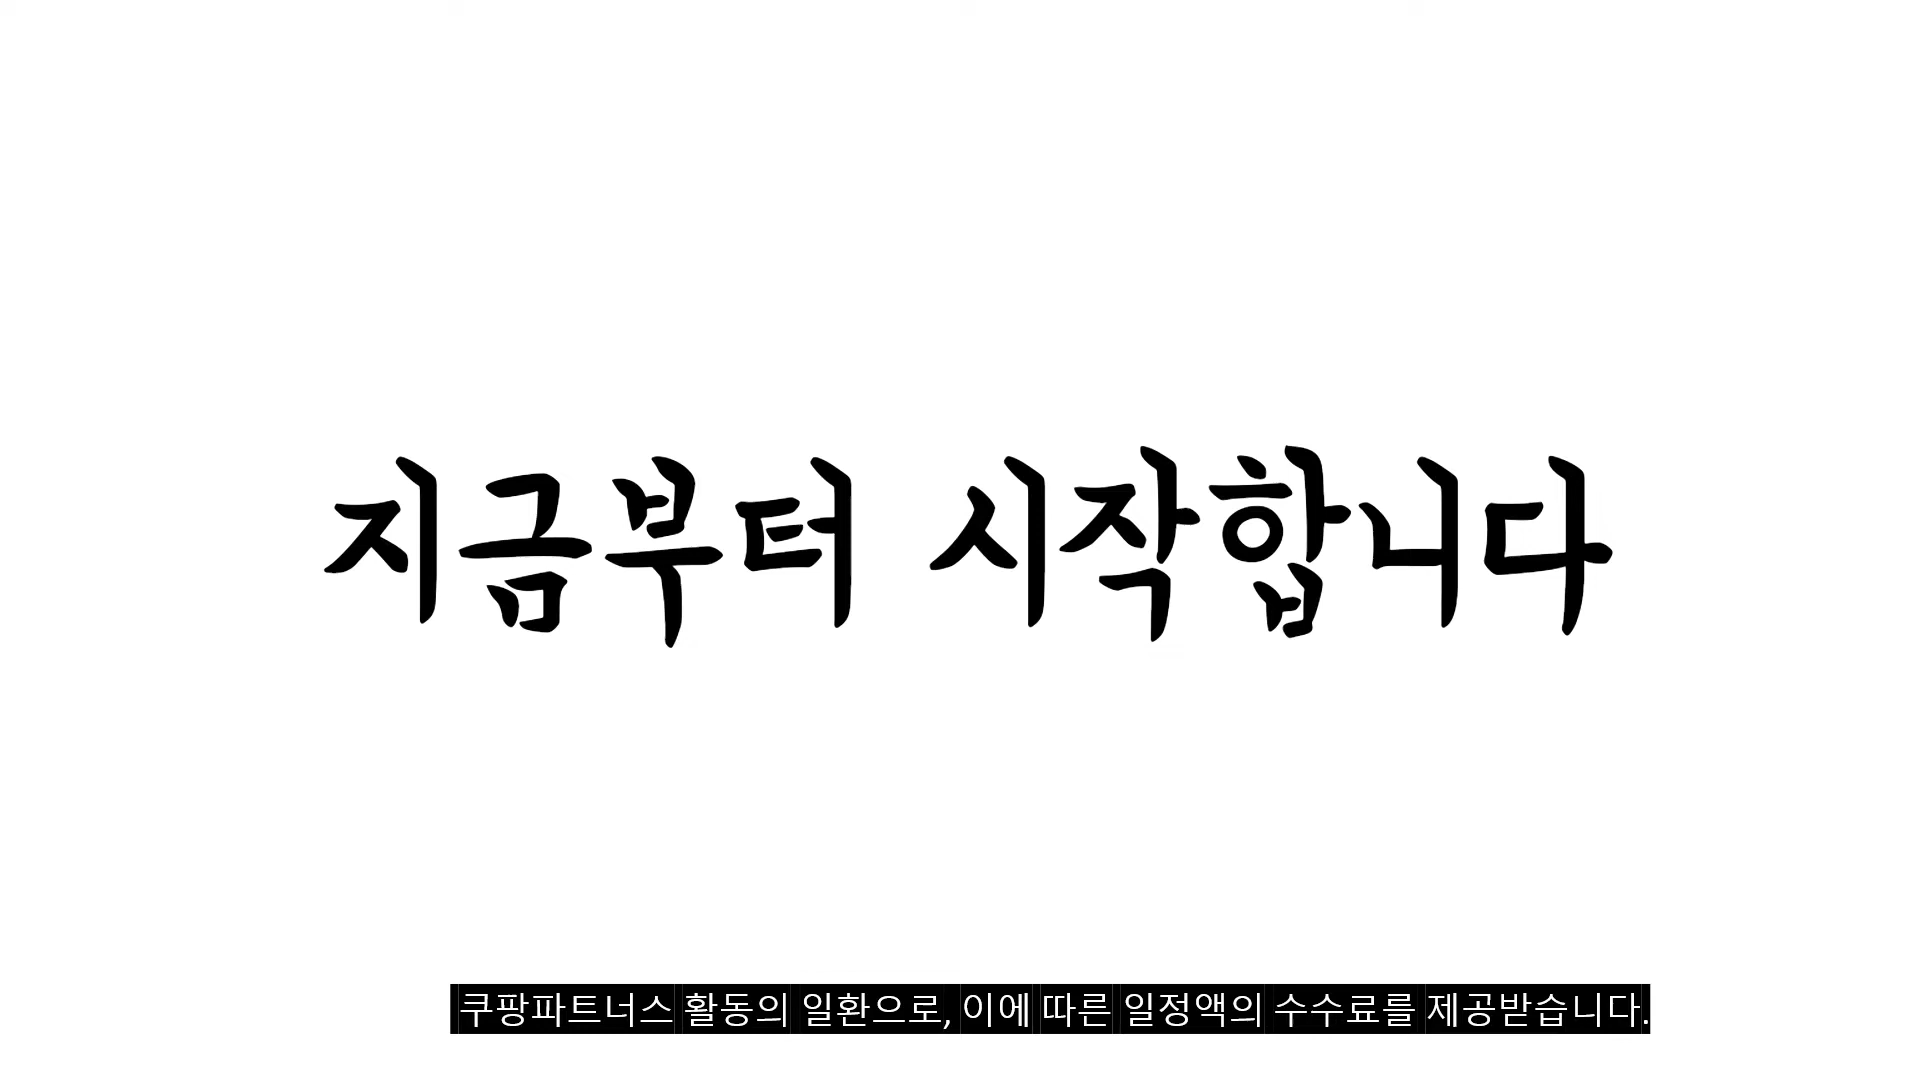 지금부터 시작합니다
쿠팡파트너스 활동의 일환으로, 이에 따른 일정액의 수수료를 제공받습니다.